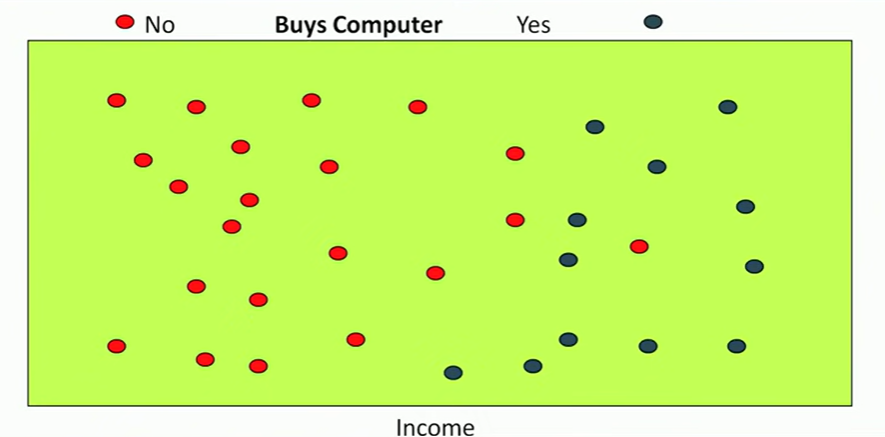 No Buys Computer Yes
Income